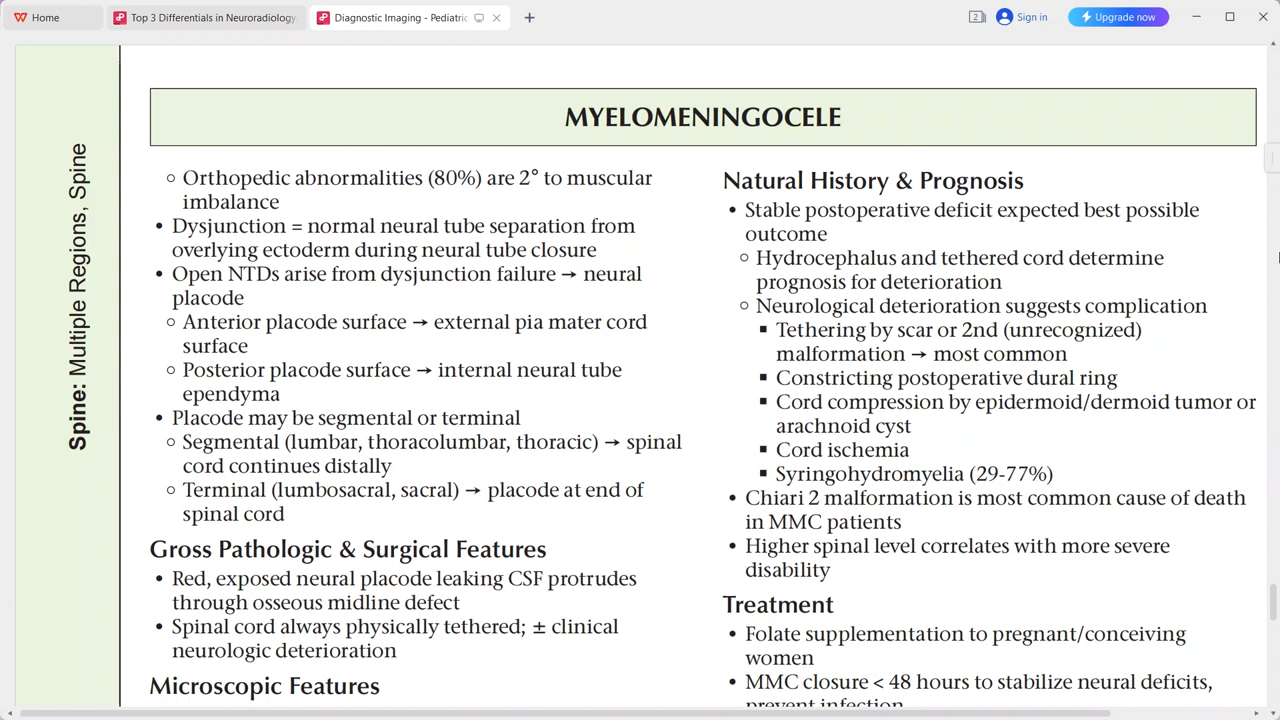 Home
Top 3 Differentials in Neuroradiology.
Diagnostic Imaging - Pediatric
2
Sign in
Upgrade now
Spine: Multiple Regions, Spine
MYELOMENINGOCELE
○ Orthopedic abnormalities (80%) are 2° to muscular
imbalance
• Dysjunction = normal neural tube separation from
overlying ectoderm during neural tube closure
• Open NTDs arise from dysjunction failure → neural
placode
○ Anterior placode surface → external pia mater cord
surface
○ Posterior placode surface → internal neural tube
ependyma
• Placode may be segmental or terminal
○ Segmental (lumbar, thoracolumbar, thoracic) → spinal
cord continues distally
○ Terminal (lumbosacral, sacral) → placode at end of
spinal cord
Gross Pathologic & Surgical Features
• Red, exposed neural placode leaking CSF protrudes
through osseous midline defect
• Spinal cord always physically tethered; ± clinical
neurologic deterioration
Microscopic Features
Natural History & Prognosis
• Stable postoperative deficit expected best possible
outcome
○ Hydrocephalus and tethered cord determine
prognosis for deterioration
○ Neurological deterioration suggests complication
▪ Tethering by scar or 2nd (unrecognized)
malformation → most common
▪ Constricting postoperative dural ring
▪ Cord compression by epidermoid/dermoid tumor or
arachnoid cyst
▪ Cord ischemia
▪ Syringohydromyelia (29-77%)
• Chiari 2 malformation is most common cause of death
in MMC patients
• Higher spinal level correlates with more severe
disability
Treatment
• Folate supplementation to pregnant/conceiving
women
• MMC closure < 48 hours to stabilize neural deficits,
prevent infection